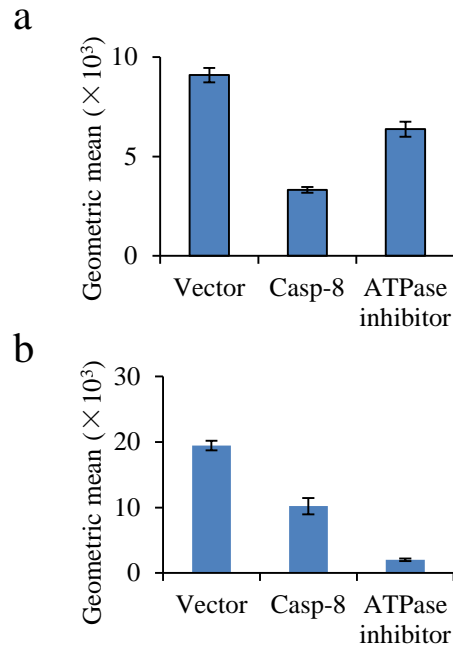 a
Geometric mean (×10³)
10
5
0
Vector Casp-8 ATPase
inhibitor
b
Geometric mean (×10³)
30
20
10
0
Vector Casp-8 ATPase
inhibitor